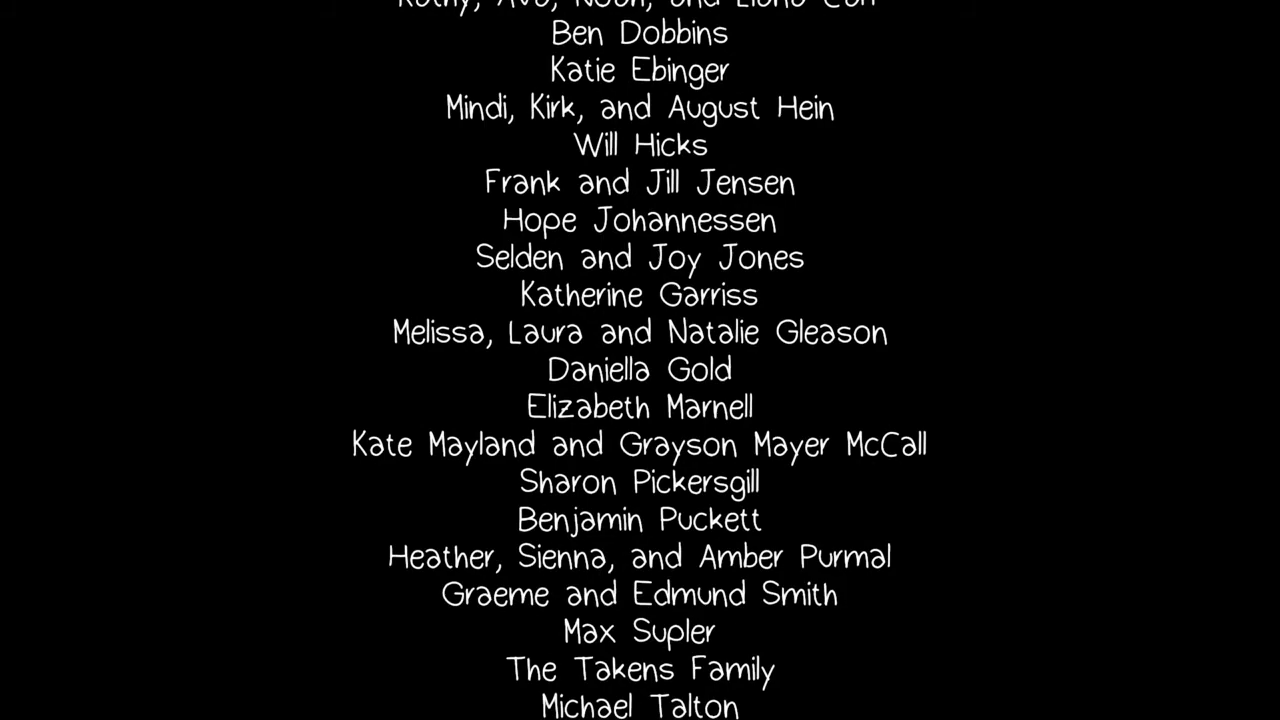 and
Ben Dobbins
Katie Ebinger
Mindi, Kirk, and August Hein
Will Hicks
Frank and Jill Jensen
Hope Johannessen
Selden and Joy Jones
Katherine Garriss
Melissa, Laura and Natalie Gleason
Daniella Gold
Elizabeth Marnell
Kate Mayland and Grayson Mayer McCall
Sharon Pickersgill
Benjamin Puckett
Heather, Sienna, and Amber Purmal
Graeme and Edmund Smith
Max Supler
The Takens Family
Michael Talton